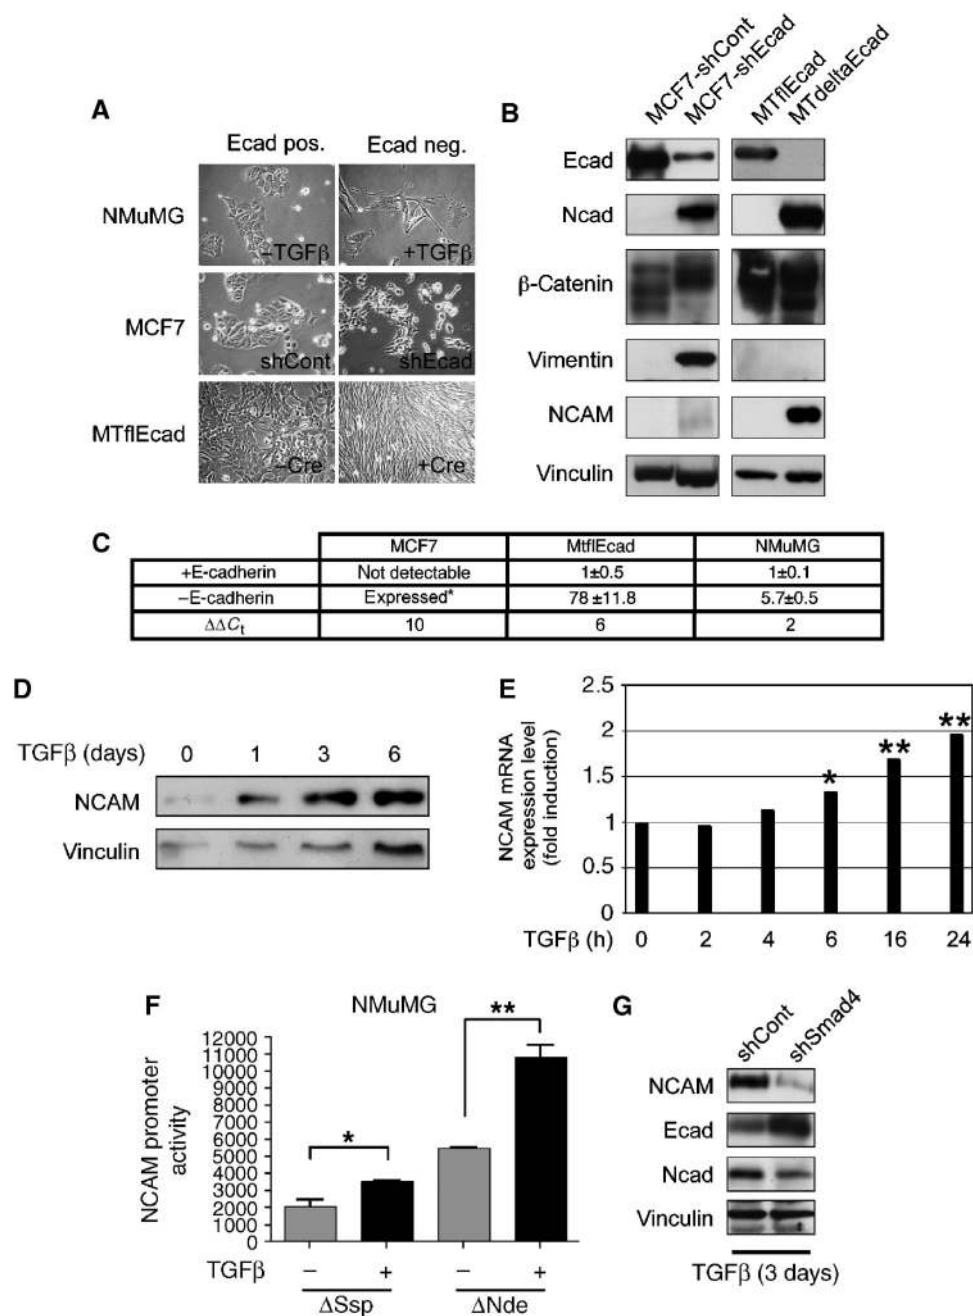 A
Ecad pos. Ecad neg.
NMuMG
–TGFβ +TGFβ
MCF7
shCont shEcad
MTflEcad
–Cre +Cre
B
MCF7-shCont MCF7-shEcad MTflEcad MTdeltaEcad
Ecad
Ncad
β-Catenin
Vimentin
NCAM
Vinculin
C
MCF7 MtflEcad NMuMG
+E-cadherin Not detectable 1±0.5 1±0.1
–E-cadherin Expressed* 78 ±11.8 5.7±0.5
ΔΔCt 10 6 2
D
TGFβ (days) 0 1 3 6
NCAM
Vinculin
E
NCAM mRNA
expression level
(fold induction)
2.5
2
1.5
1
0.5
0
* ** **
TGFβ (h) 0 2 4 6 16 24
F
NMuMG
NCAM promoter
activity
12000
11000
10000
9000
8000
7000
6000
5000
4000
3000
2000
1000
0
* **
TGFβ – + – +
ΔSsp ΔNde
G
shCont shSmad4
NCAM
Ecad
Ncad
Vinculin
TGFβ (3 days)